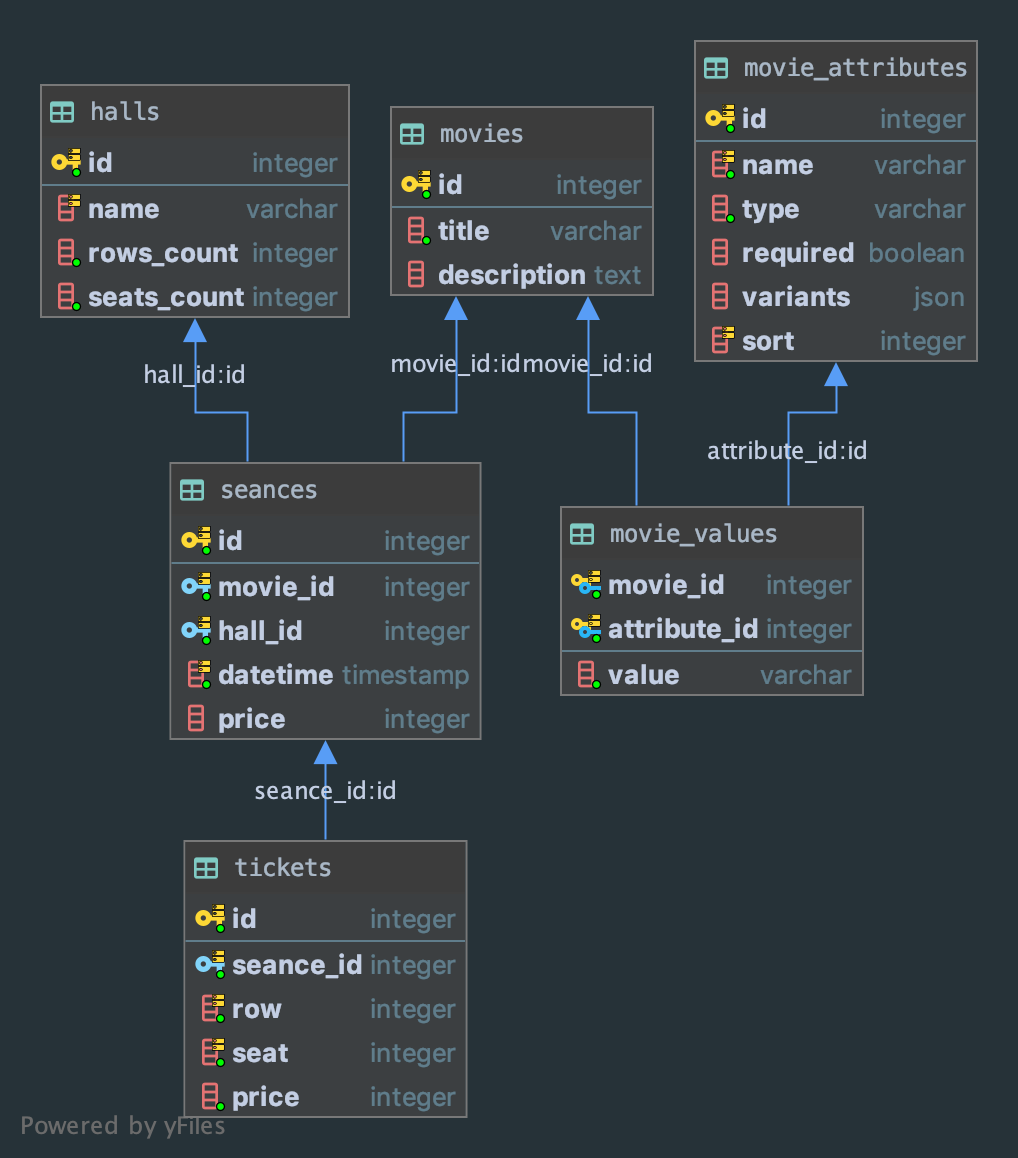 halls
id integer
name varchar
rows_count integer
seats_count integer
movies
id integer
title varchar
description text
movie_attributes
id integer
name varchar
type varchar
required boolean
variants json
sort integer
hall_id:id
movie_id:id
movie_id:id
attribute_id:id
seances
id integer
movie_id integer
hall_id integer
datetime timestamp
price integer
movie_values
movie_id integer
attribute_id integer
value varchar
seance_id:id
tickets
id integer
seance_id integer
row integer
seat integer
price integer
Powered by yFiles